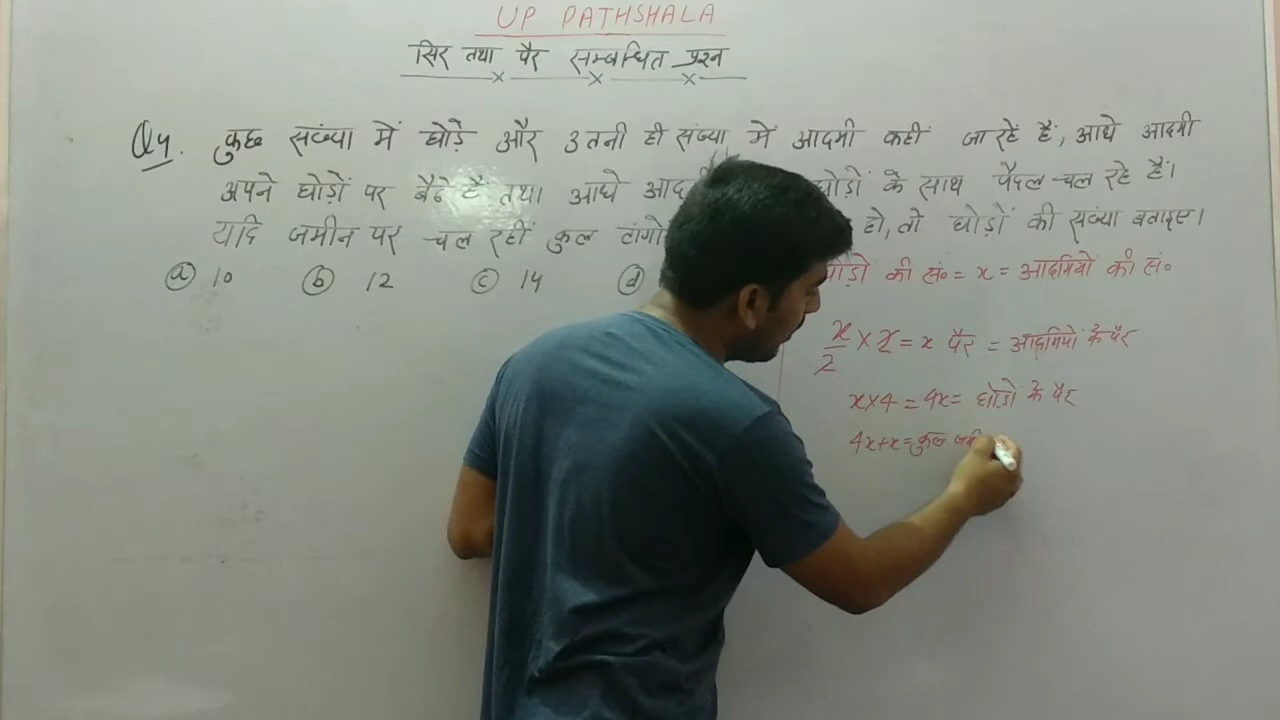 UP PATHSHALA
सिर तथा पैर सम्बन्धित प्रश्न
Q4. कुछ संख्या में घोड़े और उतनी ही संख्या में आदमी कहीं जा रहें हैं, आधे आदमी
अपने घोड़ों पर बैठे हैं तथा आधे घोड़ों के साथ पैदल चल रहे हैं।
यदि जमीन पर चल रहीं कुल टांगो हो, तो घोड़ों की संख्या बताइए।
(a) 10 (b) 12 (c) 14 (d)
की सं० = x = आदमियो की सं०
x/2 × 2 = x पैर = आदमियों के पैर
x×4 = 4x = घोड़ों के पैर
4x+x = कुल